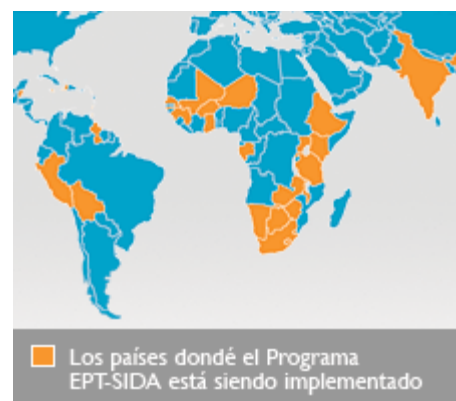 Los países dondé el Programa
EPT-SIDA está siendo implementado